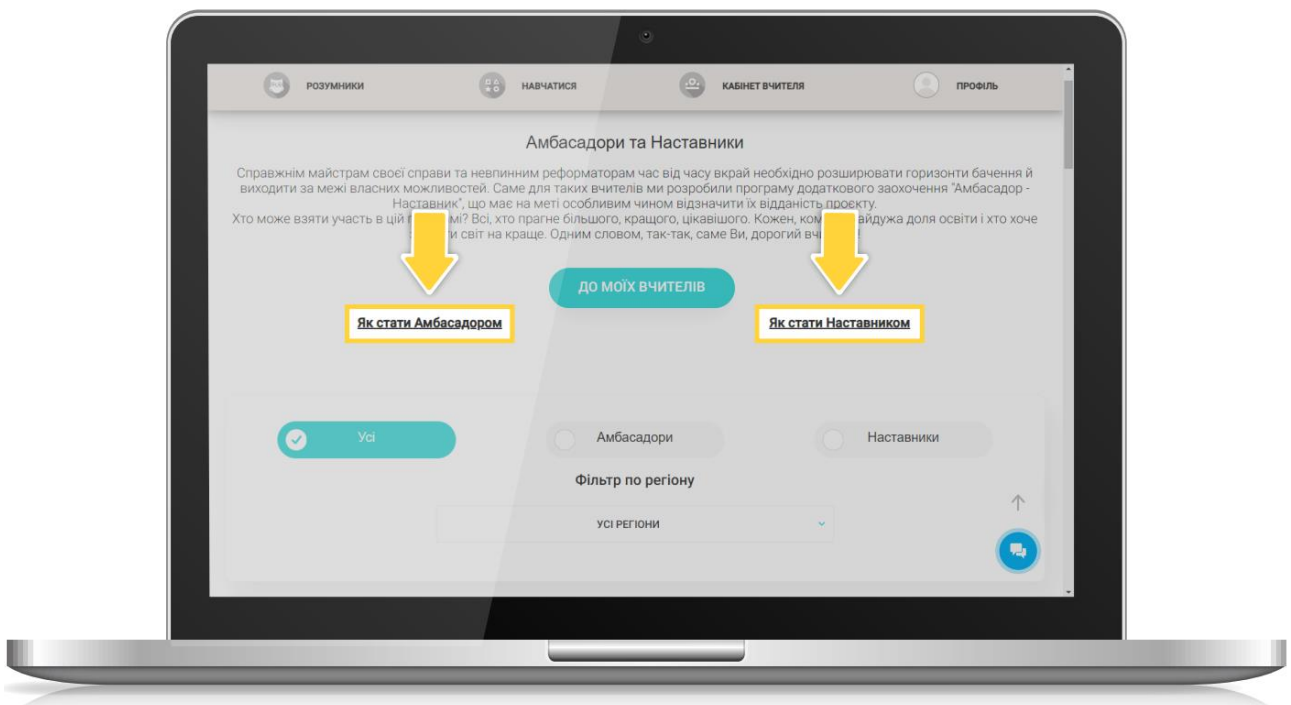 РОЗУМНИКИ
НАВЧАТИСЯ
КАБІНЕТ ВЧИТЕЛЯ
ПРОФІЛЬ
Амбасадори та Наставники
Справжнім майстрам своєї справи та невпинним реформаторам час від часу вкрай необхідно розширювати горизонти бачення й
виходити за межі власних можливостей. Саме для таких вчителів ми розробили програму додаткового заохочення "Амбасадор -
Наставник", що має на меті особливим чином відзначити їх відданість проєкту.
Хто може взяти участь в цій Всі, хто прагне більшого, кращого, цікавішого. Кожен, доля освіти і хто хоче
світ на краще. Одним словом, так-так, саме Ви, дорогий
ДО МОЇХ ВЧИТЕЛІВ
Як стати Амбасадором
Як стати Наставником
Усі
Амбасадори
Наставники
Фільтр по регіону
УСІ РЕГІОНИ